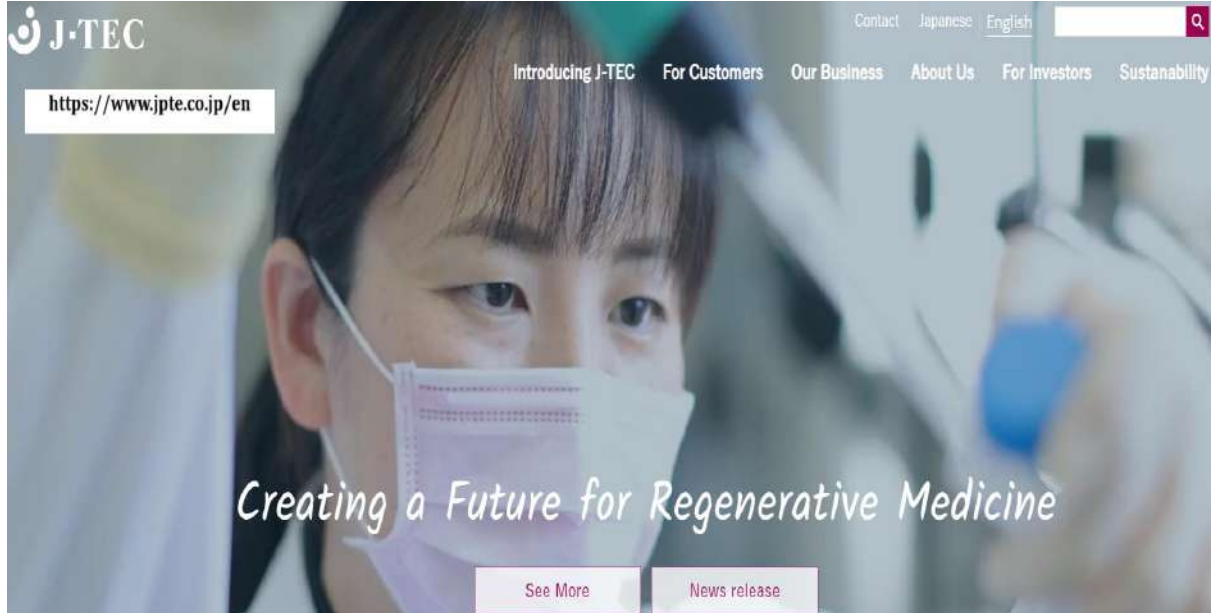 J-TEC
Contact Japanese English
Introducing J-TEC For Customers Our Business About Us For Investors Sustanability
https://www.jpte.co.jp/en
Creating a Future for Regenerative Medicine
See More News release